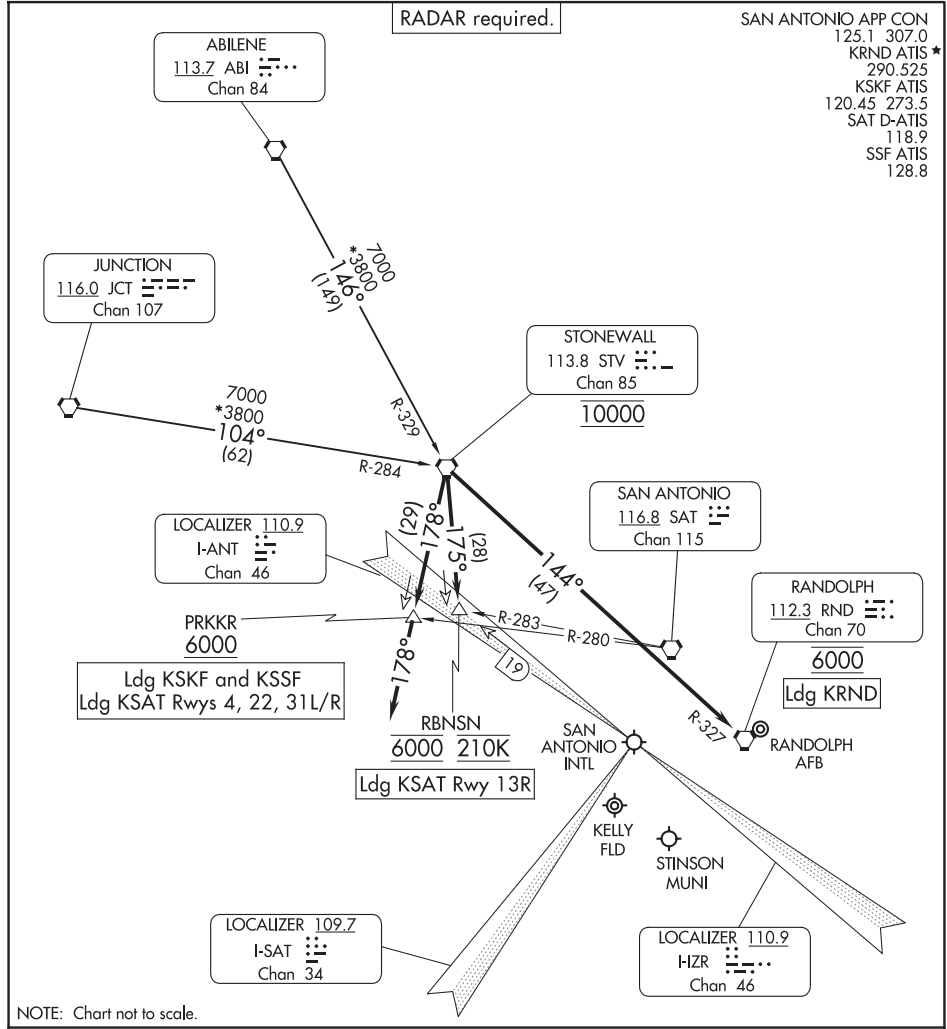 RADAR required.
SAN ANTONIO APP CON
125.1 307.0
KRND ATIS ★
290.525
KSKF ATIS
120.45 273.5
SAT D-ATIS
118.9
SSF ATIS
128.8
ABILENE
113.7 ABI
Chan 84
7000
*3800
146°
(149)
JUNCTION
116.0 JCT
Chan 107
STONEWALL
113.8 STV
Chan 85
10000
7000
*3800
104°
(62)
R-329
R-284
SAN ANTONIO
116.8 SAT
Chan 115
LOCALIZER 110.9
I-ANT
Chan 46
(29)
178°
(28)
175°
144°
(47)
RANDOLPH
112.3 RND
Chan 70
6000
Ldg KRND
PRKKR
6000
Ldg KSKF and KSSF
Ldg KSAT Rwys 4, 22, 31L/R
R-283
R-280
19
178°
RBNSN
6000 210K
Ldg KSAT Rwy 13R
SAN
ANTONIO
INTL
R-327
RANDOLPH
AFB
KELLY
FLD
STINSON
MUNI
LOCALIZER 109.7
I-SAT
Chan 34
LOCALIZER 110.9
I-IZR
Chan 46
NOTE: Chart not to scale.